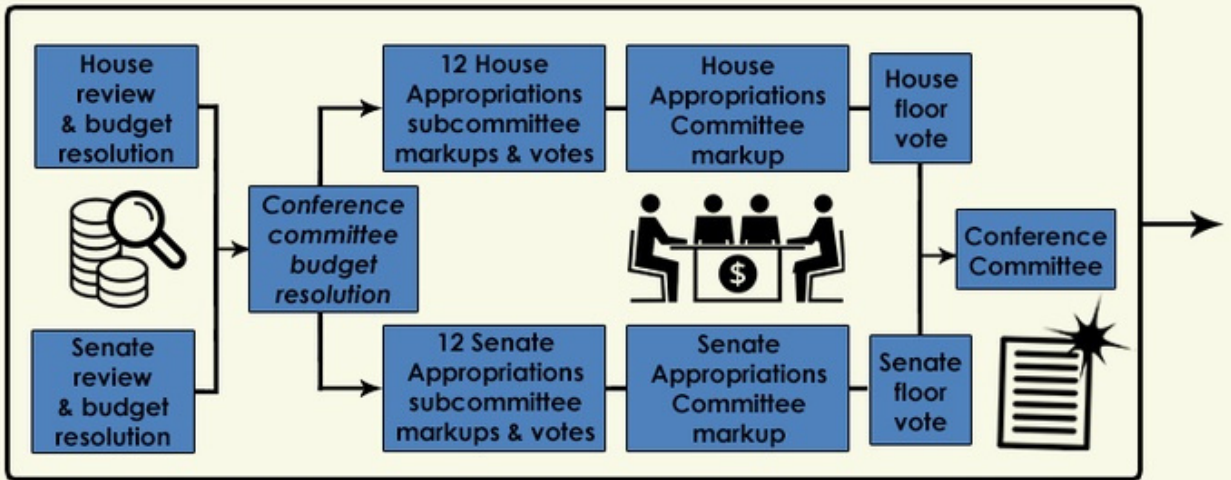 House
review
& budget
resolution
Senate
review
& budget
resolution
Conference
committee
budget
resolution
12 House
Appropriations
subcommittee
markups & votes
House
Appropriations
Committee
markup
House
floor
vote
$
12 Senate
Appropriations
subcommittee
markups & votes
Senate
Appropriations
Committee
markup
Senate
floor
vote
Conference
Committee